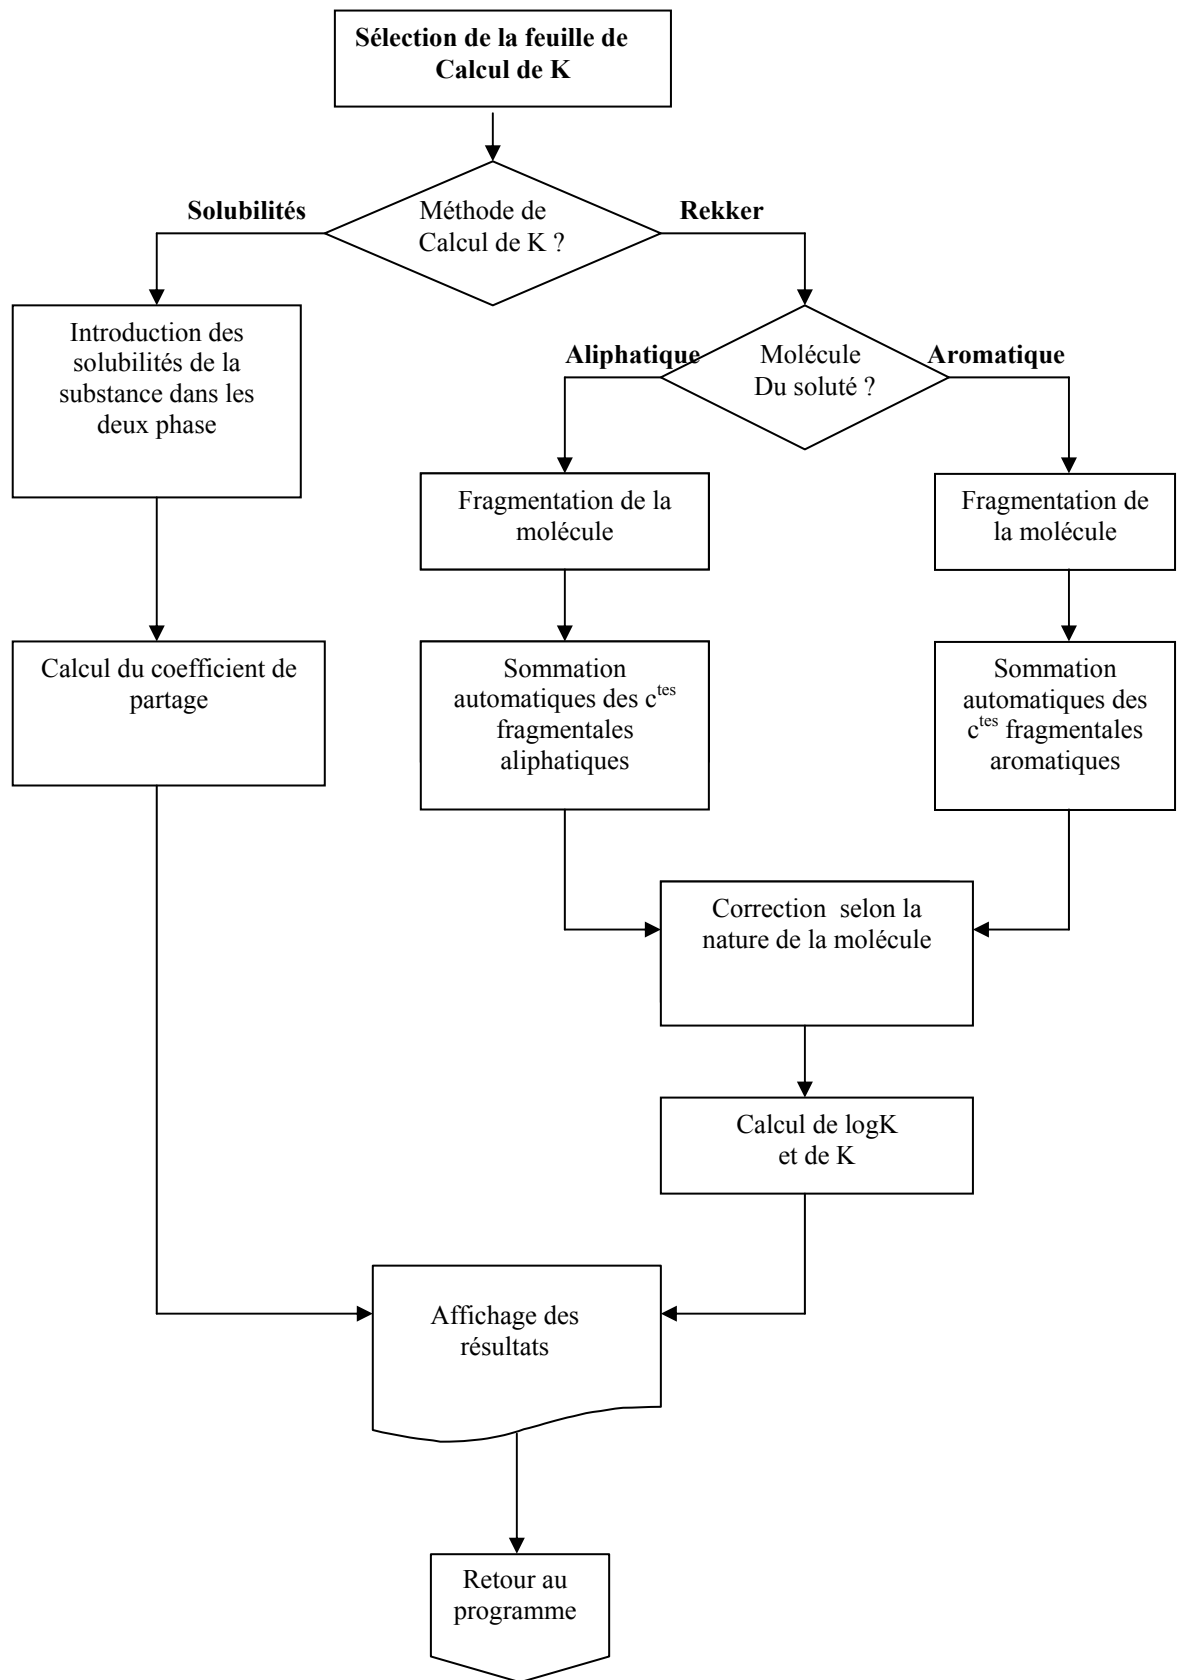 Sélection de la feuille de
Calcul de K
Solubilités
Méthode de
Calcul de K ?
Rekker
Introduction des
solubilités de la
substance dans les
deux phase
Aliphatique
Molécule
Du soluté ?
Aromatique
Fragmentation de la
molécule
Fragmentation de
la molécule
Calcul du coefficient de
partage
Sommation
automatiques des c^tes
fragmentales
aliphatiques
Sommation
automatiques des
c^tes fragmentales
aromatiques
Correction  selon la
nature de la molécule
Calcul de logK
et de K
Affichage des
résultats
Retour au
programme